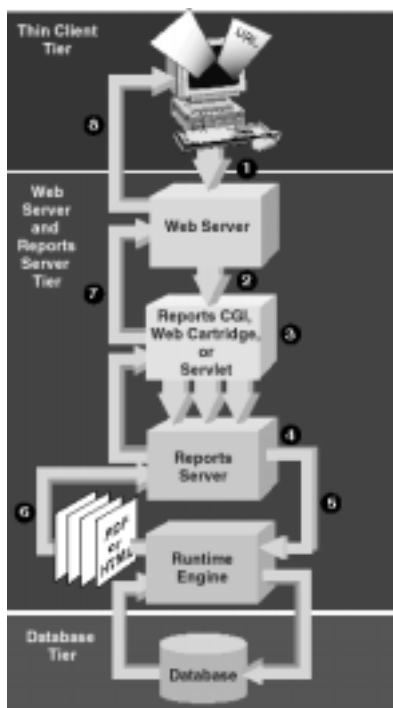 Thin Client
Tier
URL
8
1
Web
Server
and
Reports
Server
Tier
Web Server
2
7
Reports CGI,
Web Cartridge,
or
Servlet
3
4
Reports
Server
5
6
PDF
or
HTML
Runtime
Engine
Database
Tier
Database